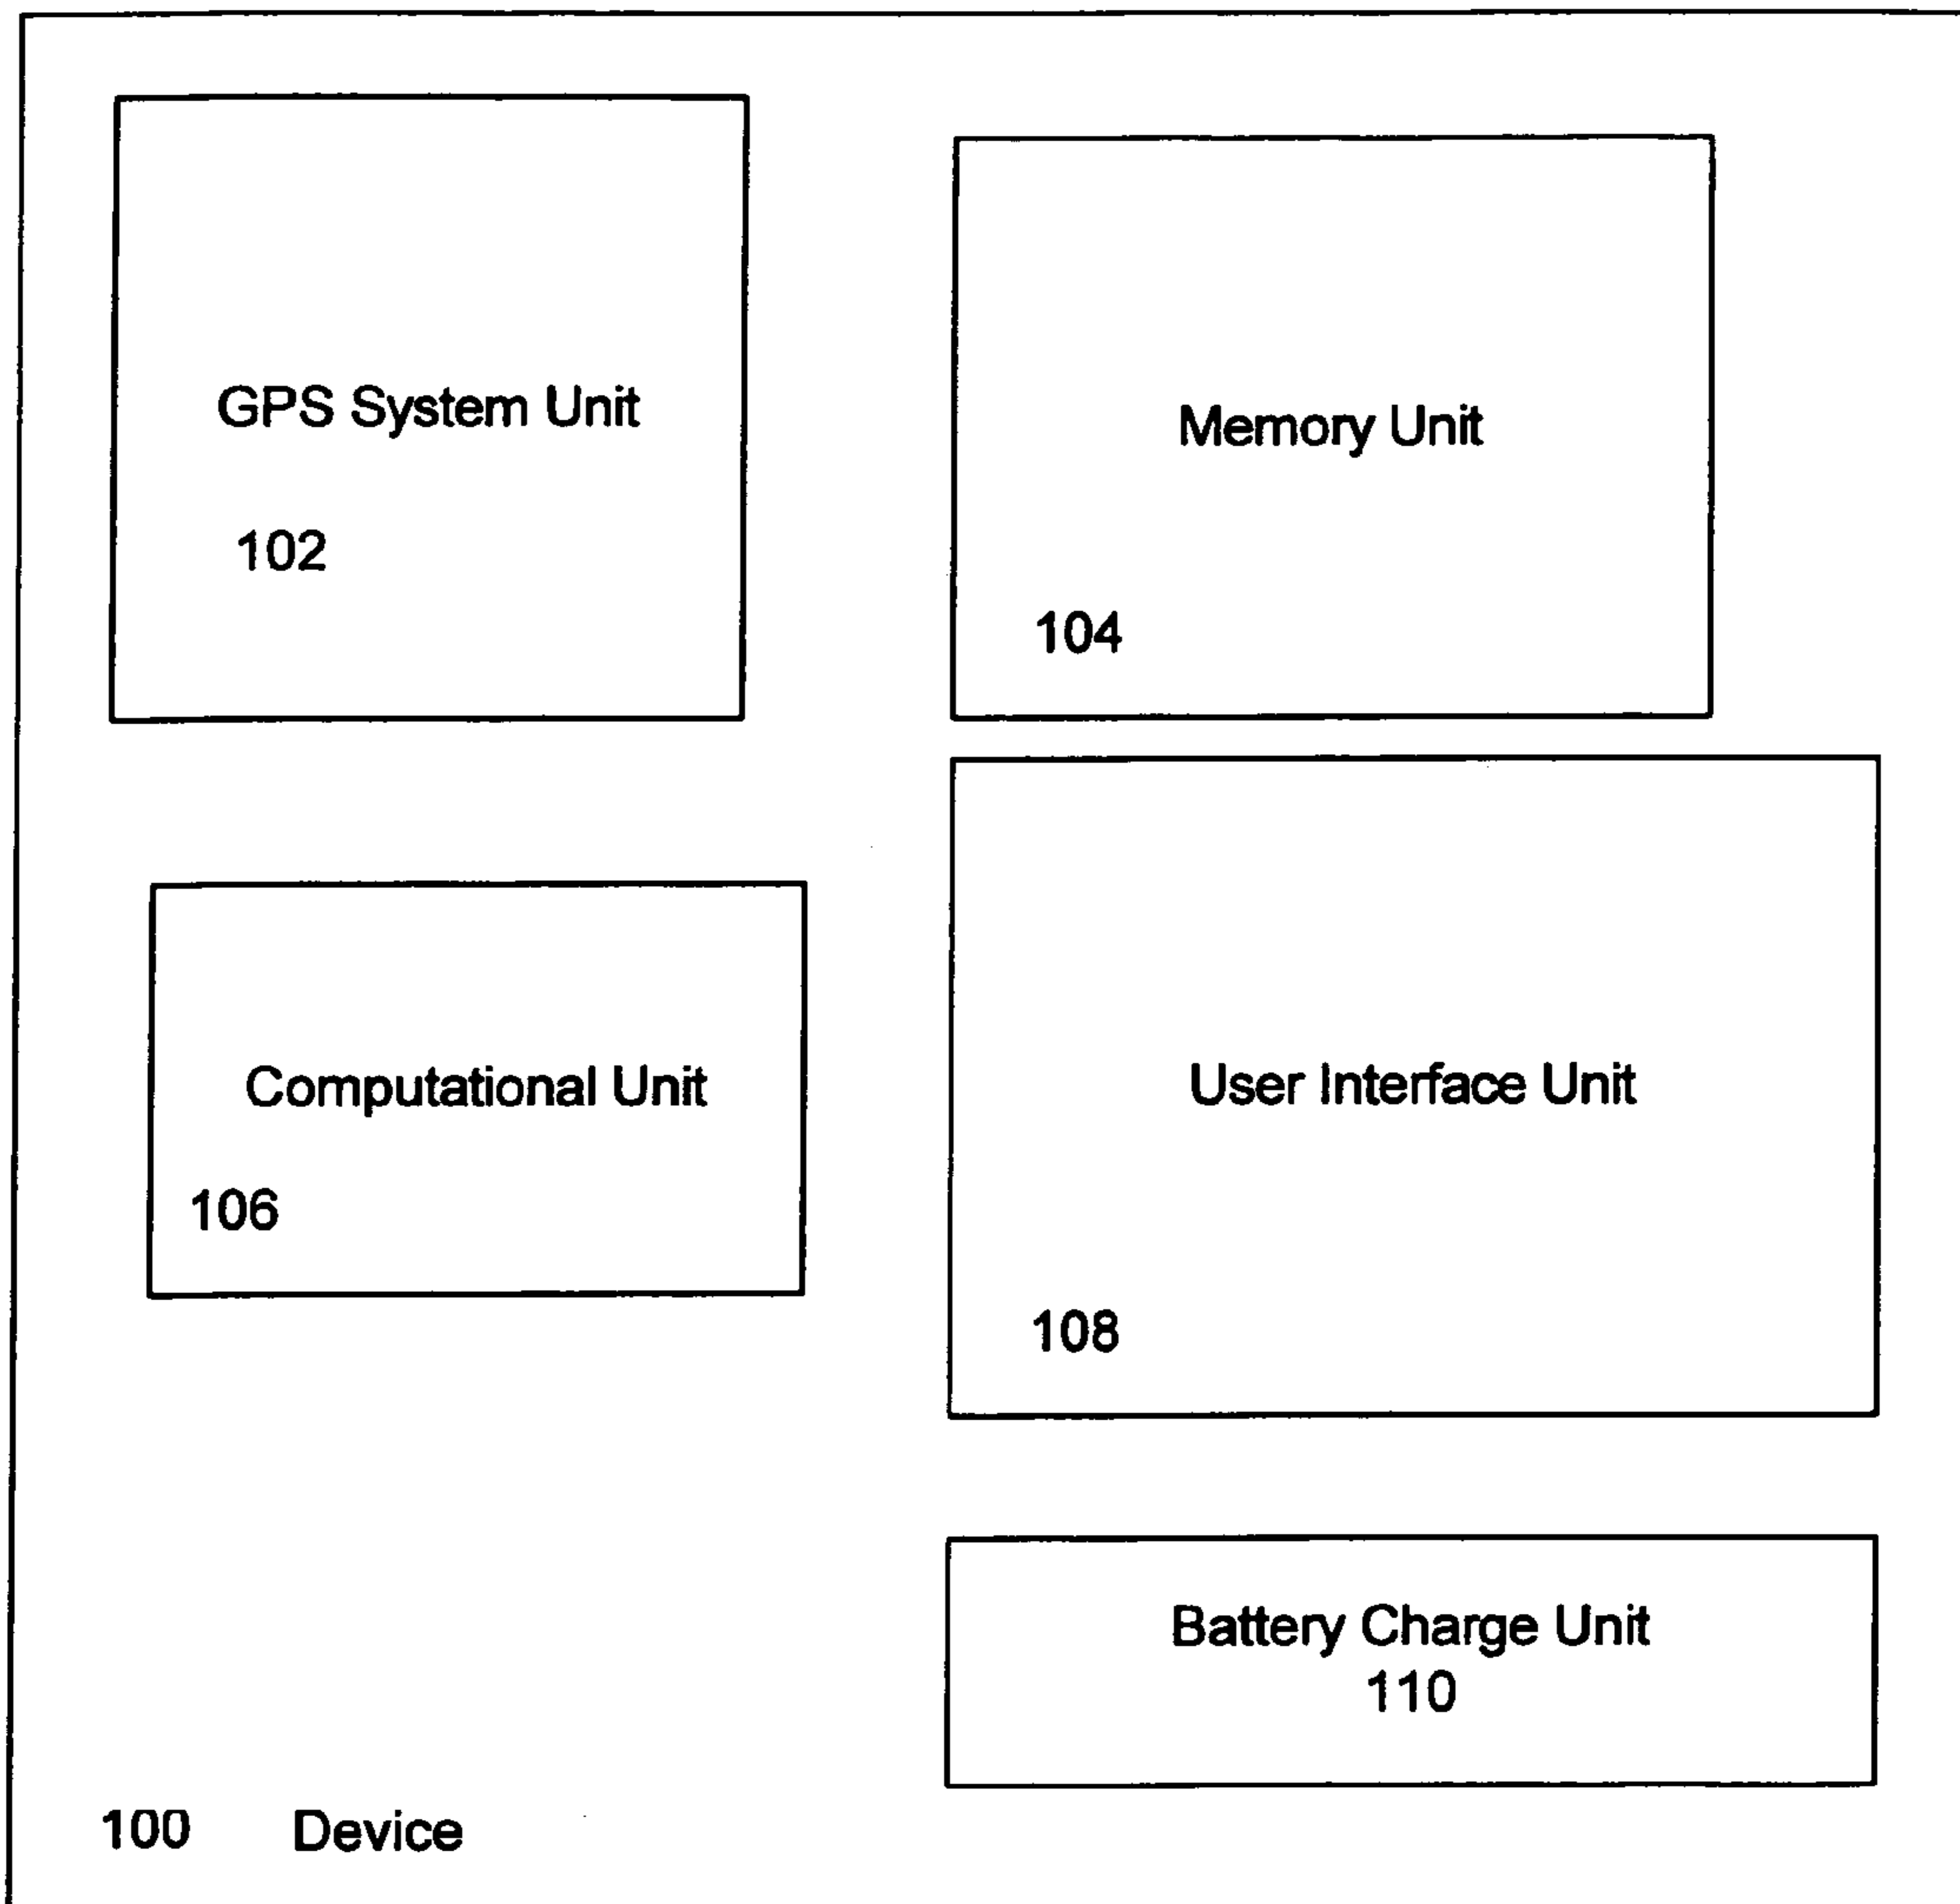 GPS System Unit
102
Memory Unit
104
Computational Unit
106
User Interface Unit
108
Battery Charge Unit
110
100 Device